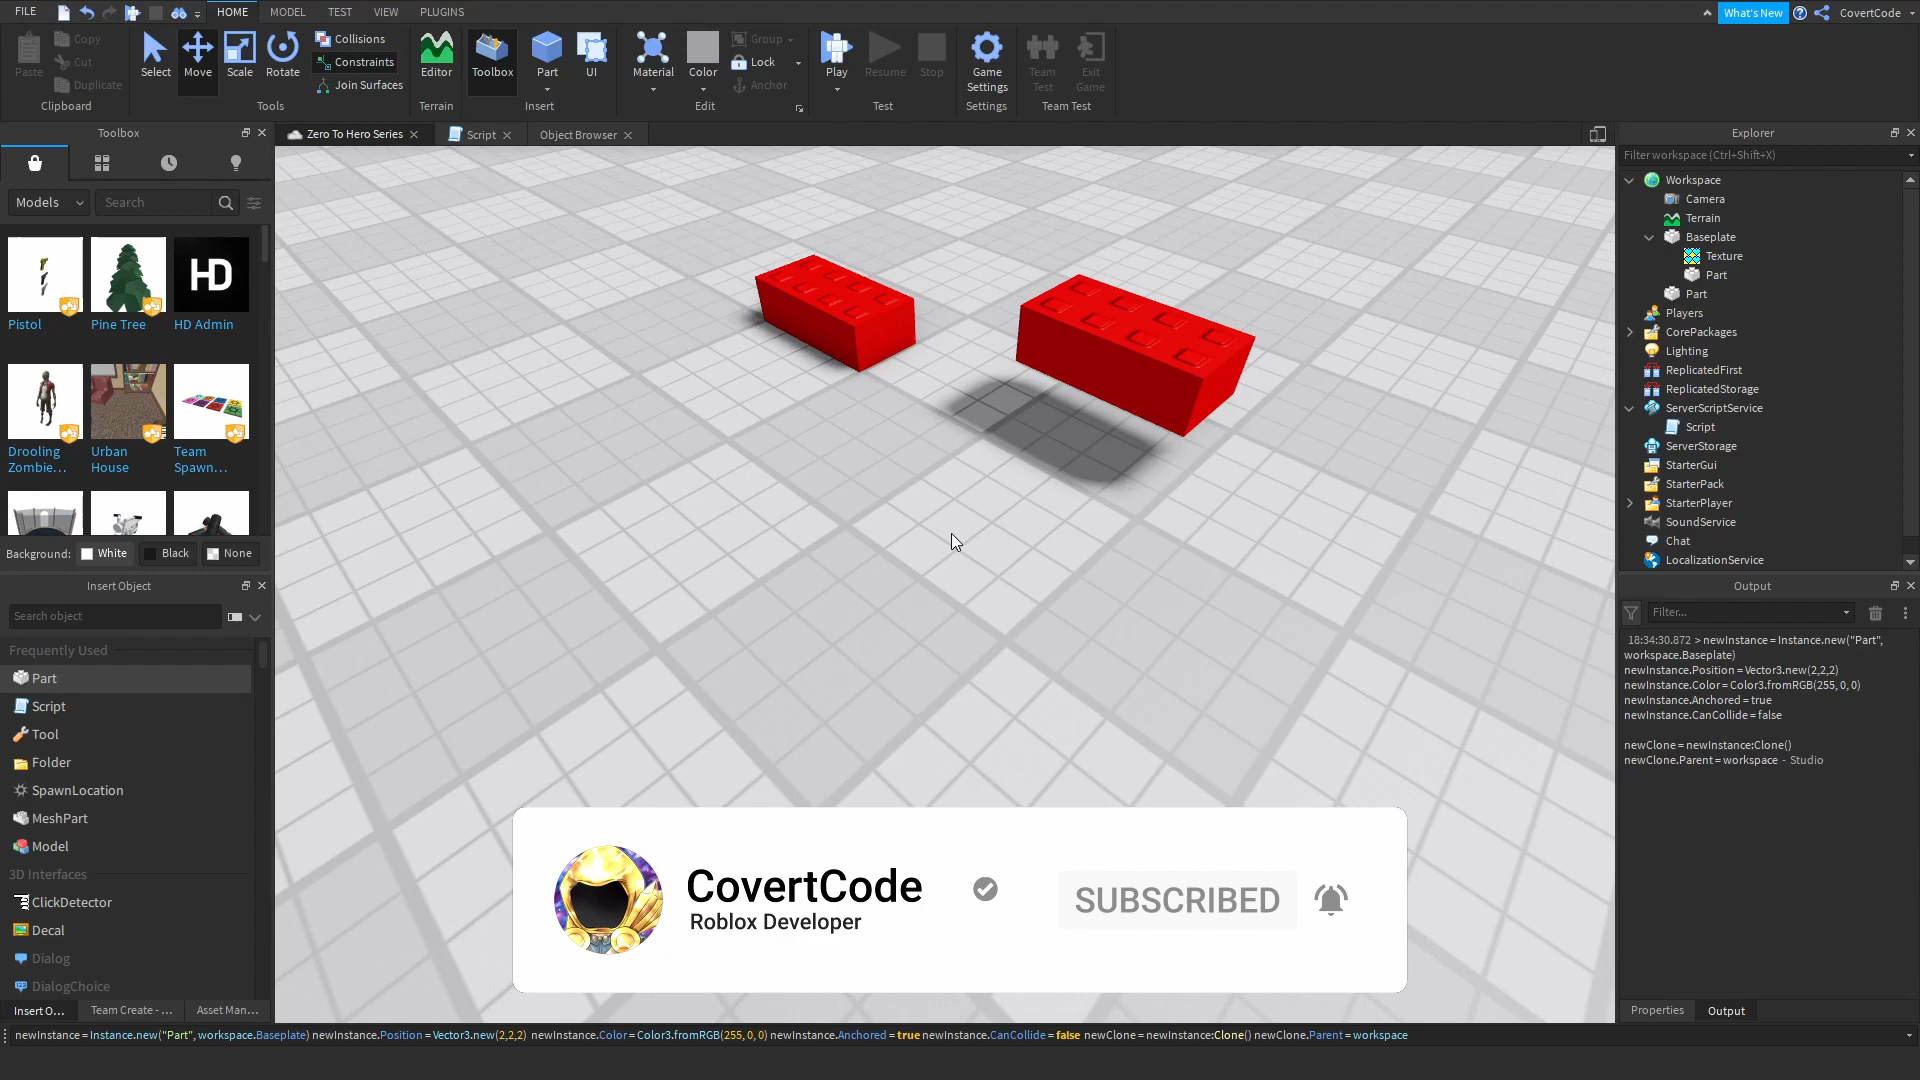 FILE
HOME
MODEL
TEST
VIEW
PLUGINS
What's New
CovertCode
Paste
Copy
Cut
Duplicate
Clipboard
Select
Move
Scale
Rotate
Collisions
Constraints
Join Surfaces
Tools
Editor
Terrain
Toolbox
Part
UI
Insert
Material
Color
Group
Lock
Anchor
Edit
Play
Resume
Stop
Test
Game
Settings
Settings
Team
Test
Exit
Game
Team Test
Toolbox
Models
Search
HD
Pistol
Pine Tree
HD Admin
Drooling
Zombie...
Urban
House
Team
Spawn...
Background:
White
Black
None
Insert Object
Search object
Frequently Used
Part
Script
Tool
Folder
SpawnLocation
MeshPart
Model
3D Interfaces
ClickDetector
Decal
Dialog
DialogChoice
Insert O...
Team Create - ...
Asset Man...
Zero To Hero Series
Script
Object Browser
CovertCode
Roblox Developer
SUBSCRIBED
Explorer
Filter workspace (Ctrl+Shift+X)
Workspace
Camera
Terrain
Baseplate
Texture
Part
Part
Players
CorePackages
Lighting
ReplicatedFirst
ReplicatedStorage
ServerScriptService
Script
ServerStorage
StarterGui
StarterPack
StarterPlayer
SoundService
Chat
LocalizationService
Output
Filter...
18:34:30.872 > newInstance = Instance.new("Part",
workspace.Baseplate)
newInstance.Position = Vector3.new(2,2,2)
newInstance.Color = Color3.fromRGB(255, 0, 0)
newInstance.Anchored = true
newInstance.CanCollide = false
newClone = newInstance:Clone()
newClone.Parent = workspace - Studio
Properties
Output
newInstance = Instance.new("Part", workspace.Baseplate) newInstance.Position = Vector3.new(2,2,2) newInstance.Color = Color3.fromRGB(255, 0, 0) newInstance.Anchored = true newInstance.CanCollide = false newClone = newInstance:Clone() newClone.Parent = workspace